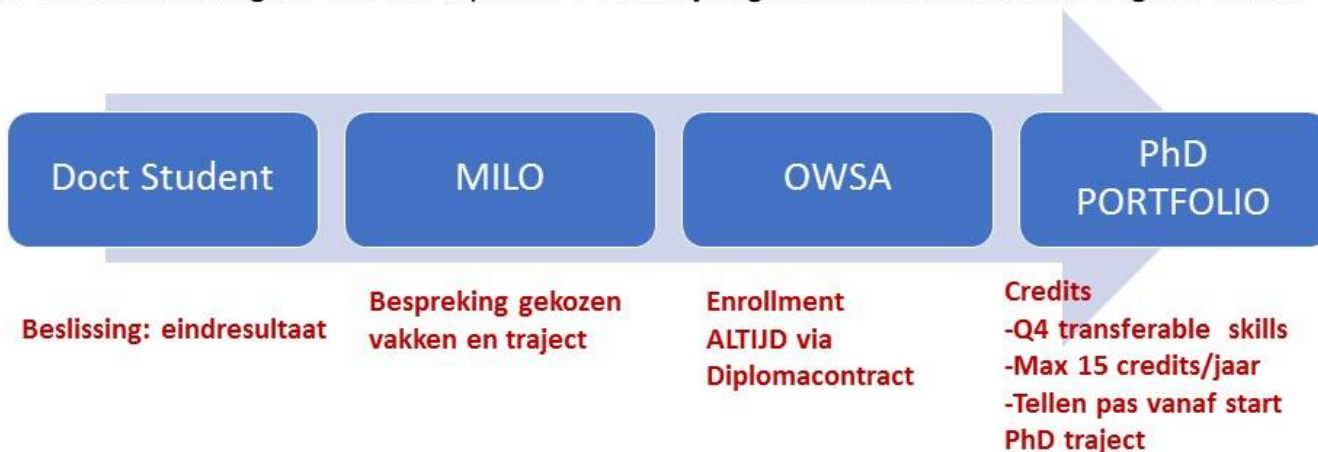 Doct Student
MILO
OWSA
PhD
PORTFOLIO
Beslissing: eindresultaat
Bespreking gekozen
vakken en traject
Enrollment
ALTIJD via
Diplomacontract
Credits
-Q4 transferable skills
-Max 15 credits/jaar
-Tellen pas vanaf start
PhD traject